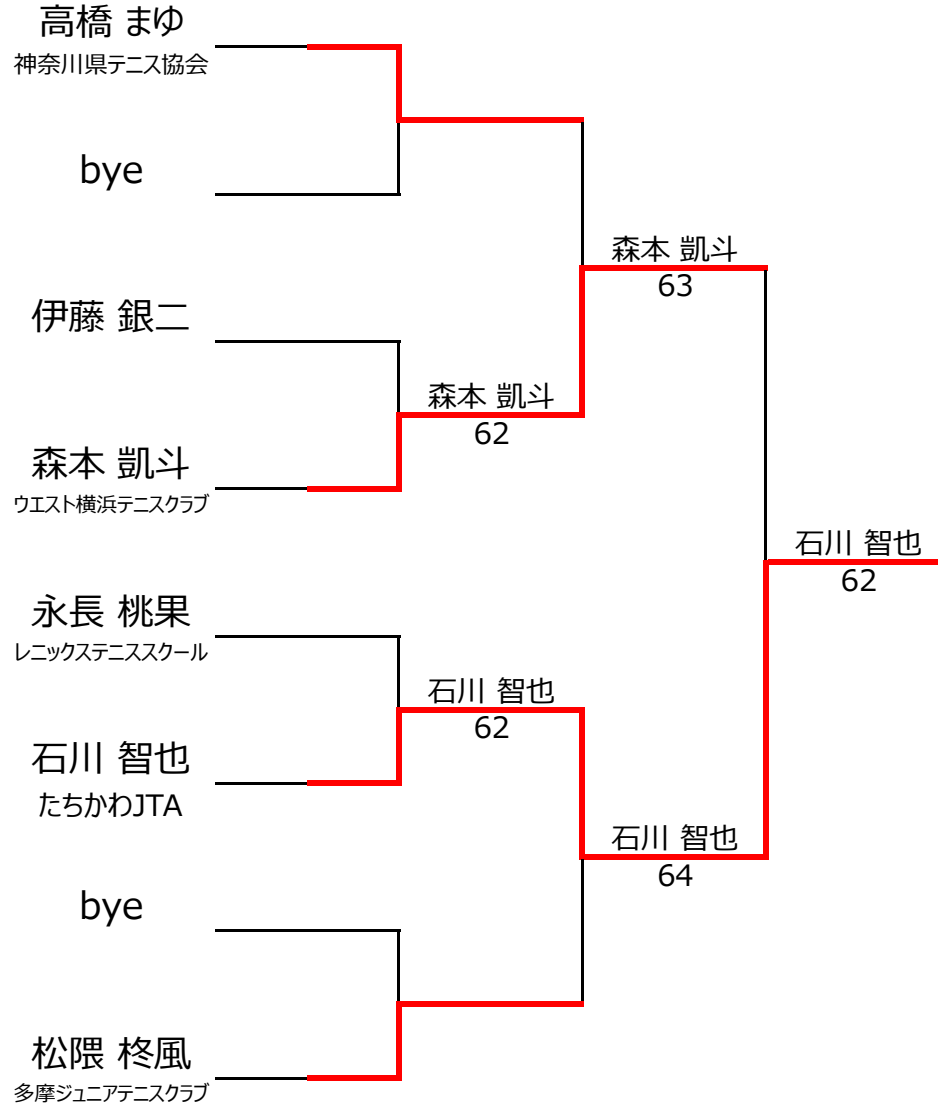 高橋 まゆ
神奈川県テニス協会
bye
森本 凱斗
63
伊藤 銀二
森本 凱斗
62
森本 凱斗
ウエスト横浜テニスクラブ
石川 智也
62
永長 桃果
レニックステニススクール
石川 智也
62
石川 智也
たちかわJTA
石川 智也
64
bye
松隈 柊風
多摩ジュニアテニスクラブ